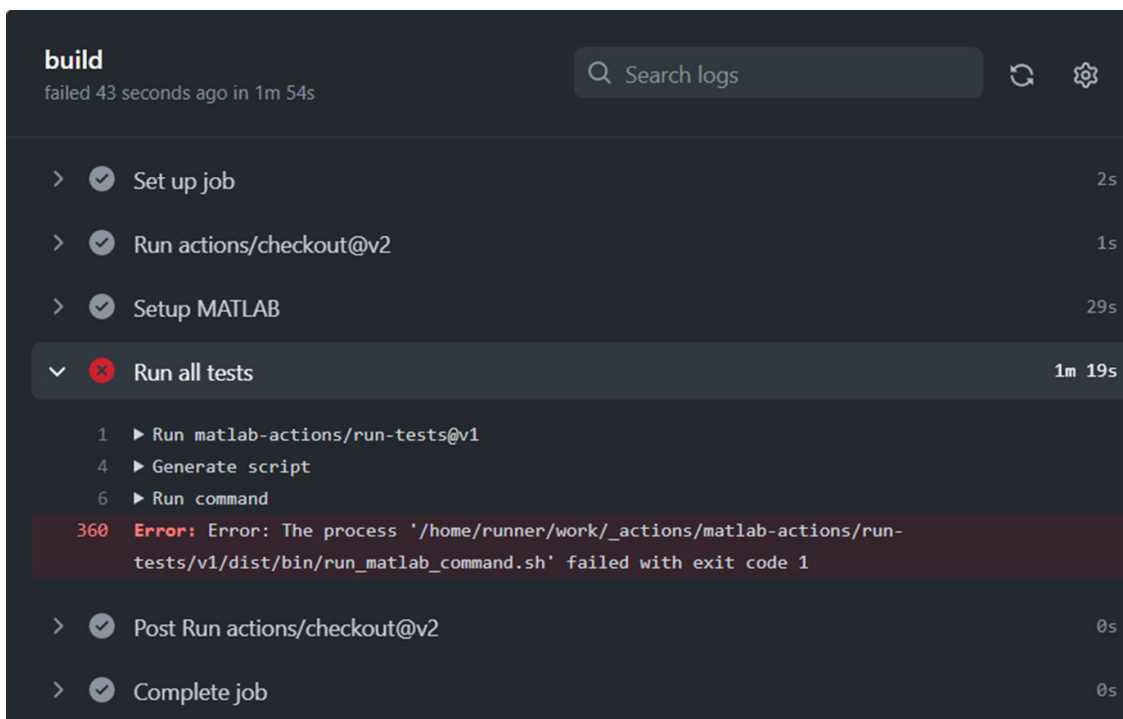 build
failed 43 seconds ago in 1m 54s
Search logs
Set up job 2s
Run actions/checkout@v2 1s
Setup MATLAB 29s
Run all tests 1m 19s
1 Run matlab-actions/run-tests@v1
4 Generate script
6 Run command
360 Error: Error: The process '/home/runner/work/_actions/matlab-actions/run-
tests/v1/dist/bin/run_matlab_command.sh' failed with exit code 1
Post Run actions/checkout@v2 0s
Complete job 0s